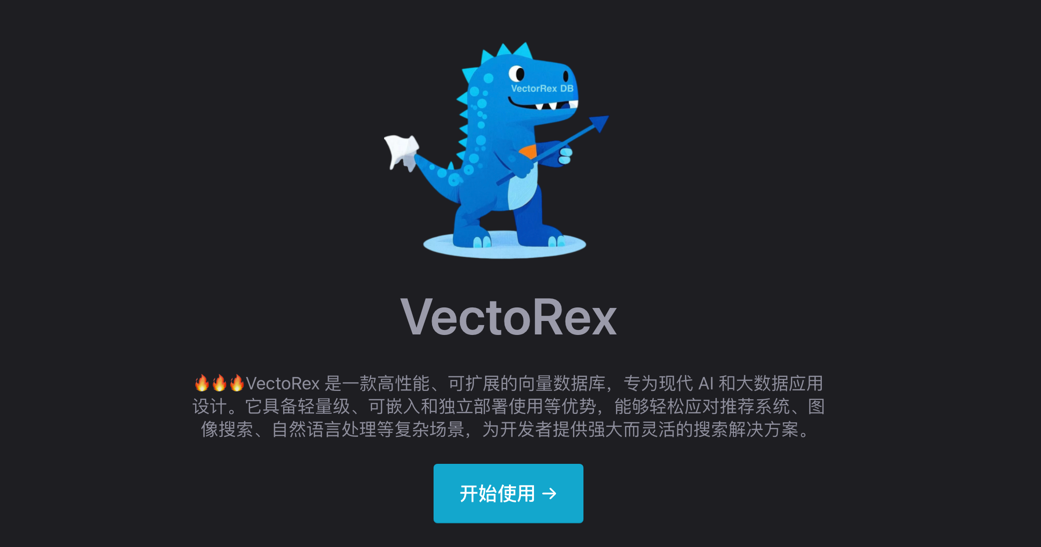 VectorRex DB
VectoRex
🔥🔥🔥VectoRex 是一款高性能、可扩展的向量数据库，专为现代 AI 和大数据应用
设计。它具备轻量级、可嵌入和独立部署使用等优势，能够轻松应对推荐系统、图
像搜索、自然语言处理等复杂场景，为开发者提供强大而灵活的搜索解决方案。
开始使用 →